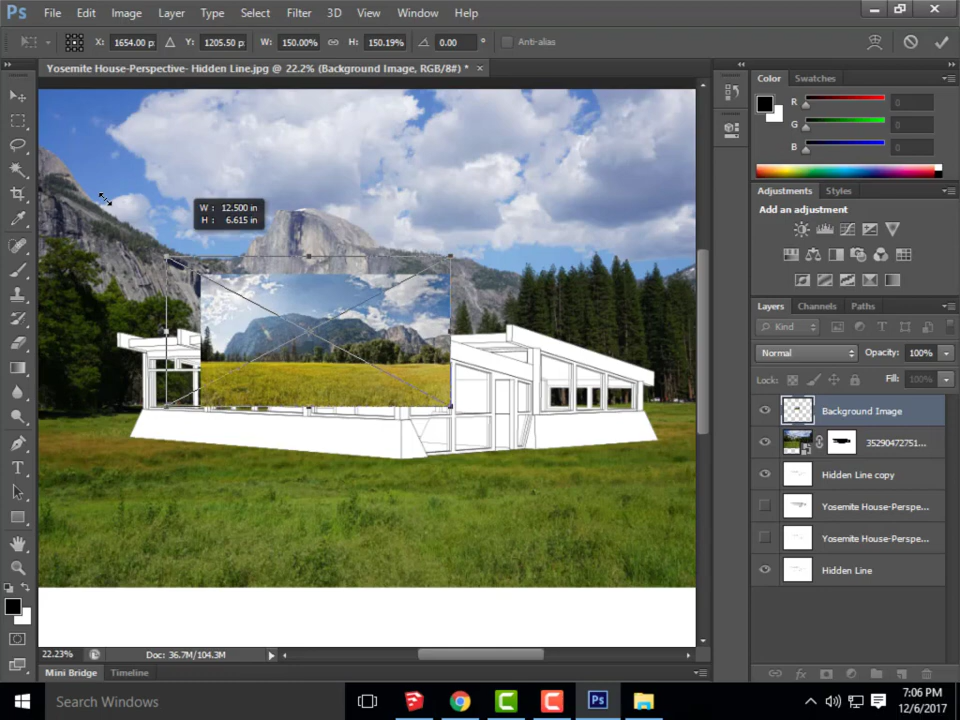 Ps File Edit Image Layer Type Select Filter 3D View Window Help
X: 1654.00 p: Y: 1205.50 p: W: 150.00% H: 150.19% 0.00 ° Anti-alias
Yosemite House-Perspective- Hidden Line.jpg @ 22.2% (Background Image, RGB/8#) * ×
Color Swatches
R 0
G 0
B 0
Adjustments Styles
Add an adjustment
W : 12.500 in
H : 6.615 in
Layers Channels Paths
Kind
Normal Opacity: 100%
Lock: Fill: 100%
Background Image
35290472751...
Hidden Line copy
Yosemite House-Perspe...
Yosemite House-Perspe...
Hidden Line
22.23% Doc: 36.7M/104.3M
Mini Bridge Timeline
Search Windows
7:06 PM
12/6/2017